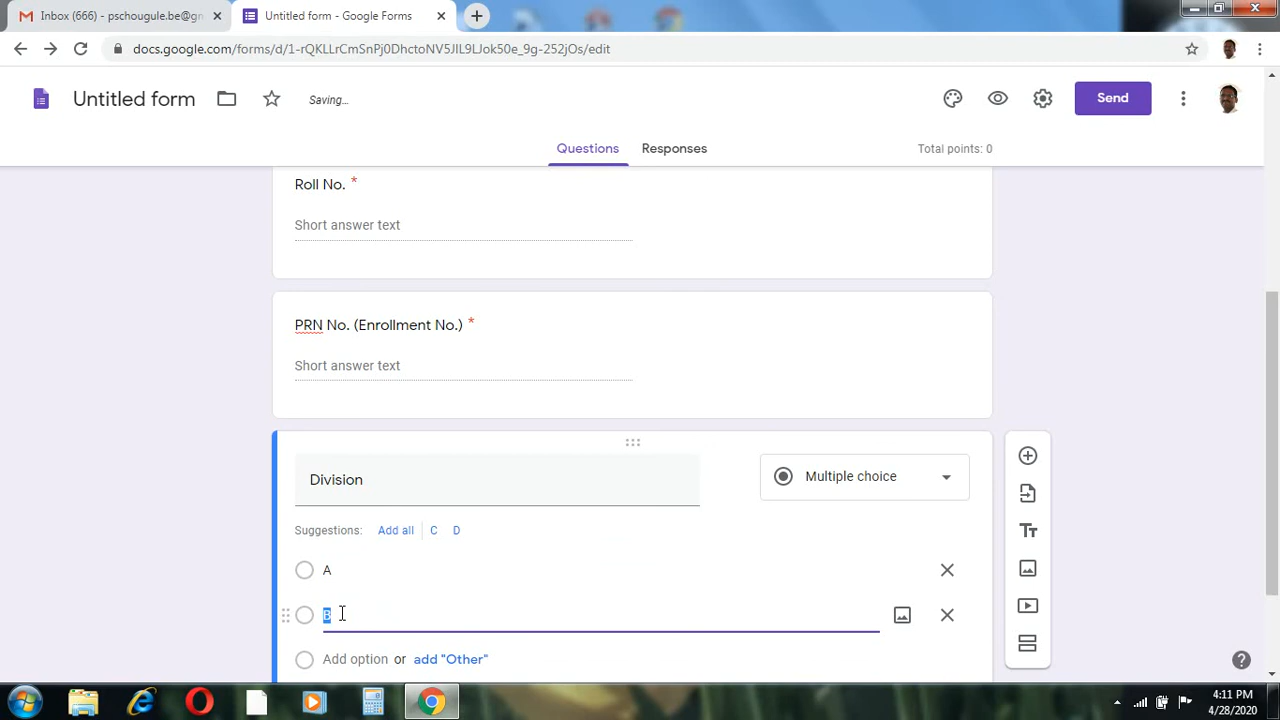 Inbox (666) - pschougule.be@gm
Untitled form - Google Forms
docs.google.com/forms/d/1-rQKLLrCmSnPj0DhctoNV5JIL9LJok50e_9g-252jOs/edit
Untitled form
Saving...
Send
Questions
Responses
Total points: 0
Roll No. *
Short answer text
PRN No. (Enrollment No.) *
Short answer text
Division
Multiple choice
Suggestions: Add all C D
A
B
Add option or add "Other"
4:11 PM
4/28/2020